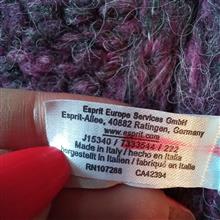 Esprit Europe Services GmbH
Esprit-Allee, 40882 Ratingen, Germany
www.esprit.com
J15340 / 7333544 / 222
Made in Italy / hecho en Italia
hergestellt in Italien / fabriqué en Italie
RN107288 CA42394